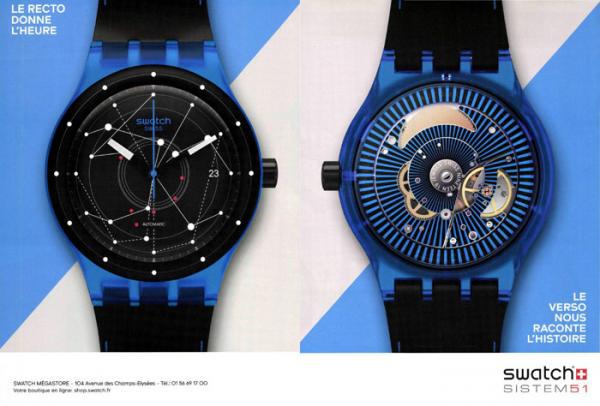 LE RECTO
DONNE
L'HEURE
swatch
SWISS
23
AUTOMATIC
LE
VERSO
NOUS
RACONTE
L'HISTOIRE
SWATCH MÉGASTORE - 104 Avenue des Champs-Elysées - Tél.: 01 56 69 17 00
Votre boutique en ligne: shop.swatch.fr
swatch
SISTEM51